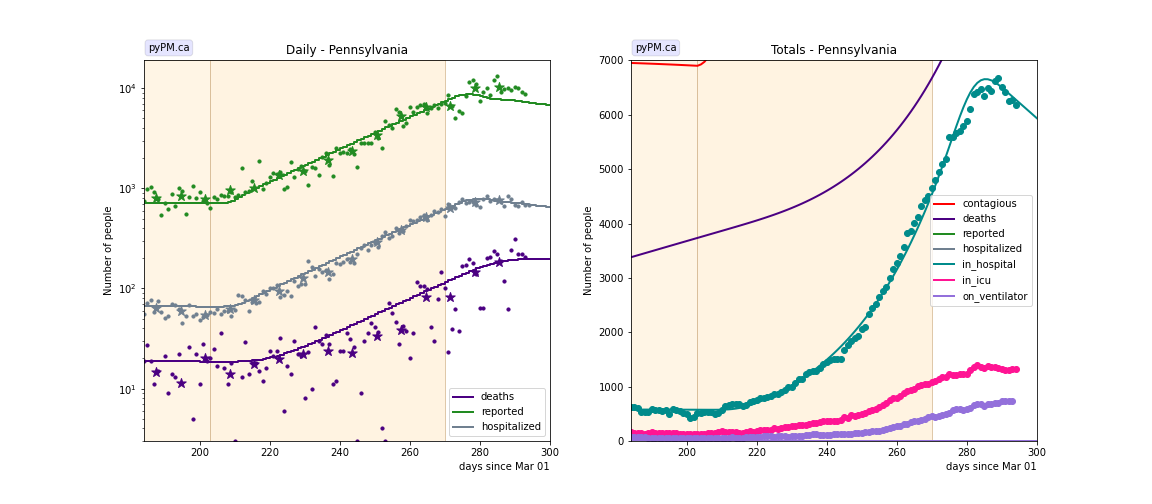 pyPM.ca
Daily - Pennsylvania
Number of people
10⁴
10³
10²
10¹
200
220
240
260
280
300
days since Mar 01
deaths
reported
hospitalized
pyPM.ca
Totals - Pennsylvania
Number of people
7000
6000
5000
4000
3000
2000
1000
0
200
220
240
260
280
300
days since Mar 01
contagious
deaths
reported
hospitalized
in_hospital
in_icu
on_ventilator